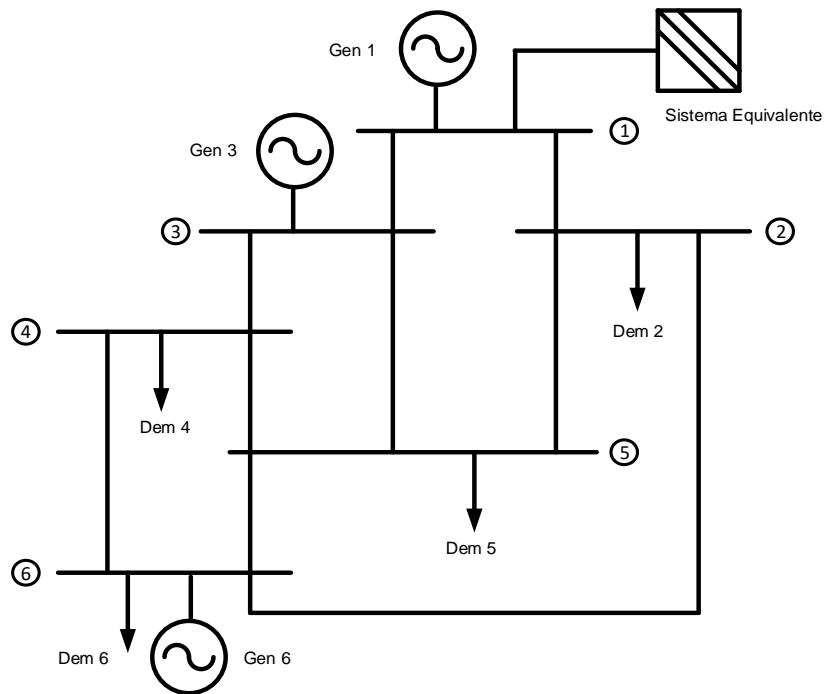 Gen 1
Sistema Equivalente
1
Gen 3
3
2
4
Dem 2
Dem 4
5
Dem 5
6
Dem 6
Gen 6